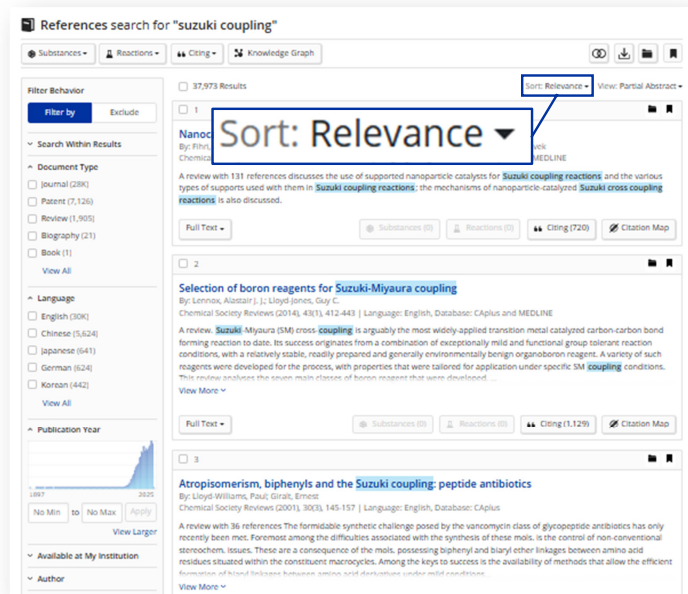 References search for "suzuki coupling"
Substances Reactions Citing Knowledge Graph
Filter Behavior
Filter by Exclude
Search Within Results
Document Type
Journal (28K)
Patent (7,126)
Review (1,905)
Biography (21)
Book (1)
View All
Language
English (30K)
Chinese (5,624)
Japanese (641)
German (624)
Korean (442)
View All
Publication Year
1897 2025
No Min to No Max Apply
View Larger
Available at My Institution
Author
37,973 Results Sort: Relevance View: Partial Abstract
Sort: Relevance
1
By: Fihri,
MEDLINE
A review with 131 references discusses the use of supported nanoparticle catalysts for Suzuki coupling reactions and the various
types of supports used with them in Suzuki coupling reactions; the mechanisms of nanoparticle-catalyzed Suzuki cross coupling
reactions is also discussed.
Full Text Substances (0) Reactions (0) Citing (720) Citation Map
2
Selection of boron reagents for Suzuki-Miyaura coupling
By: Lennox, Alastair J. J.; Lloyd-Jones, Guy C.
Chemical Society Reviews (2014), 43(1), 412-443 | Language: English, Database: CAplus and MEDLINE
A review. Suzuki-Miyaura (SM) cross-coupling is arguably the most widely-applied transition metal catalyzed carbon-carbon bond
forming reaction to date. Its success originates from a combination of exceptionally mild and functional group tolerant reaction
conditions, with a relatively stable, readily prepared and generally environmentally benign organoboron reagent. A variety of such
reagents were developed for the process, with properties that were tailored for application under specific SM coupling conditions.
This review analyses the seven main classes of boron reagent that were developed. ...
View More
Full Text Substances (0) Reactions (0) Citing (1,129) Citation Map
3
Atropisomerism, biphenyls and the Suzuki coupling: peptide antibiotics
By: Lloyd-Williams, Paul; Giralt, Ernest
Chemical Society Reviews (2001), 30(3), 145-157 | Language: English, Database: CAplus
A review with 36 references The formidable synthetic challenge posed by the vancomycin class of glycopeptide antibiotics has only
recently been met. Foremost among the difficulties associated with the synthesis of these mols. is the control of non-conventional
stereochem. issues. These are a consequence of the mols. possessing biphenyl and biaryl ether linkages between amino acid
residues situated within the constituent macrocycles. Among the keys to success is the availability of methods that allow the efficient
formation of biaryl linkages between amino acid derivatives under mild conditions. ...
View More